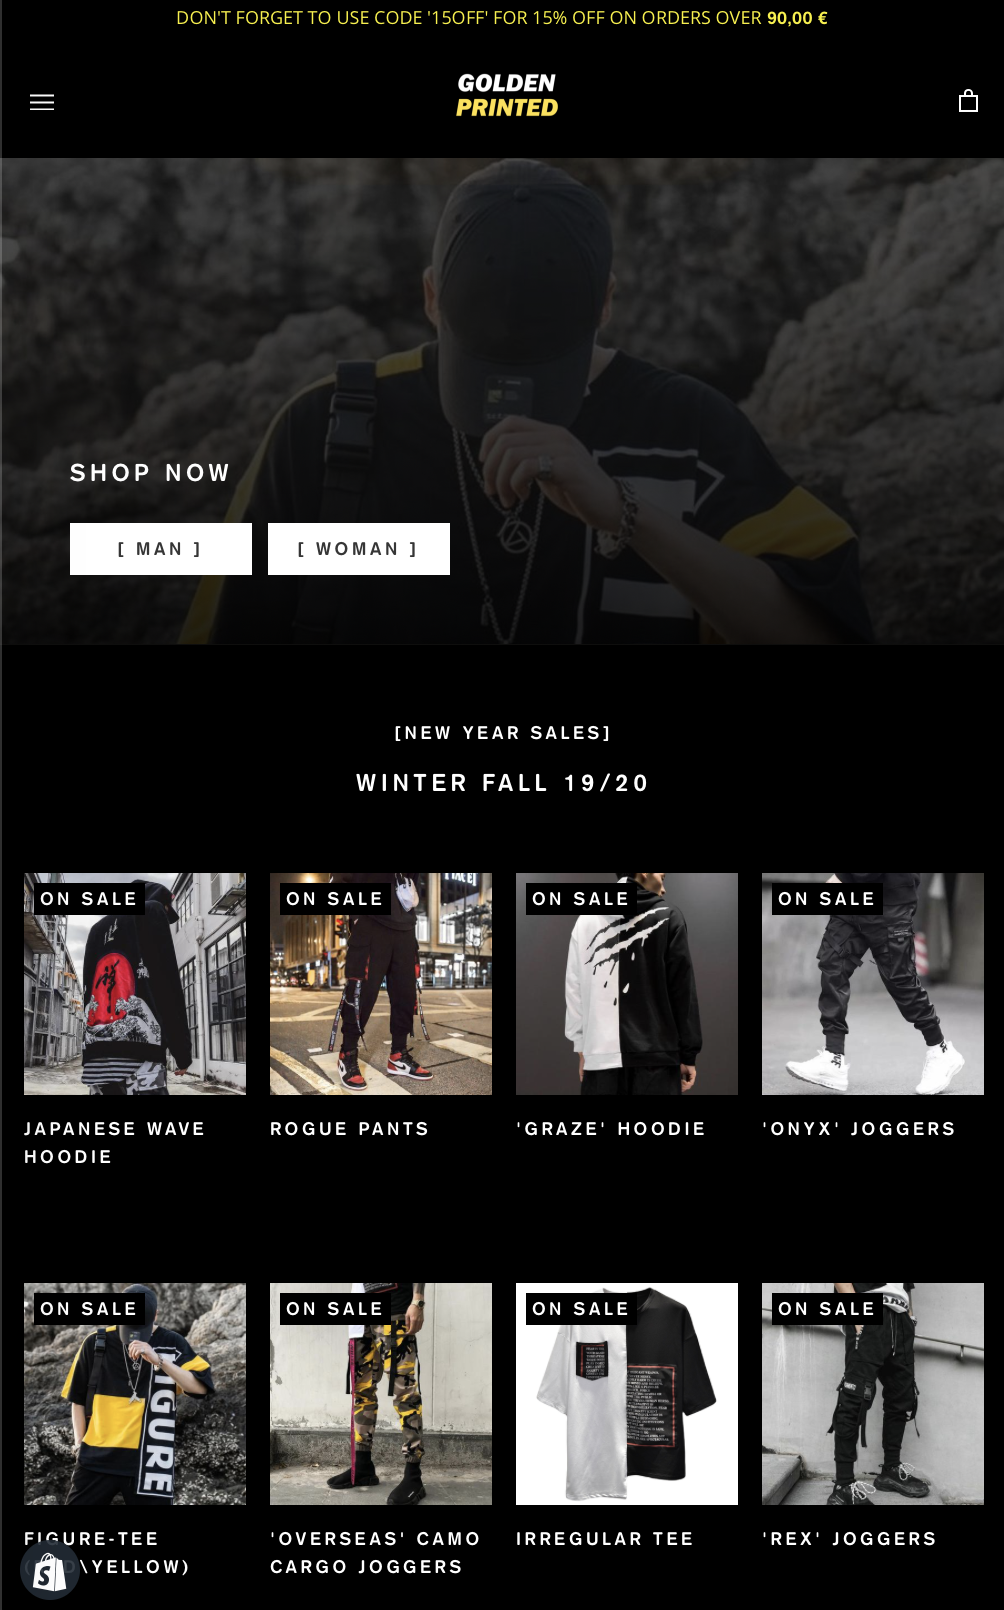 DON'T FORGET TO USE CODE '15OFF' FOR 15% OFF ON ORDERS OVER 90,00 €
GOLDEN
PRINTED
SHOP NOW
[ MAN ]
[ WOMAN ]
[NEW YEAR SALES]
WINTER FALL 19/20
ON SALE
ON SALE
ON SALE
ON SALE
JAPANESE WAVE
HOODIE
ROGUE PANTS
'GRAZE' HOODIE
'ONYX' JOGGERS
ON SALE
ON SALE
ON SALE
ON SALE
FIGURE
FIGURE-TEE
\YELLOW)
'OVERSEAS' CAMO
CARGO JOGGERS
IRREGULAR TEE
'REX' JOGGERS